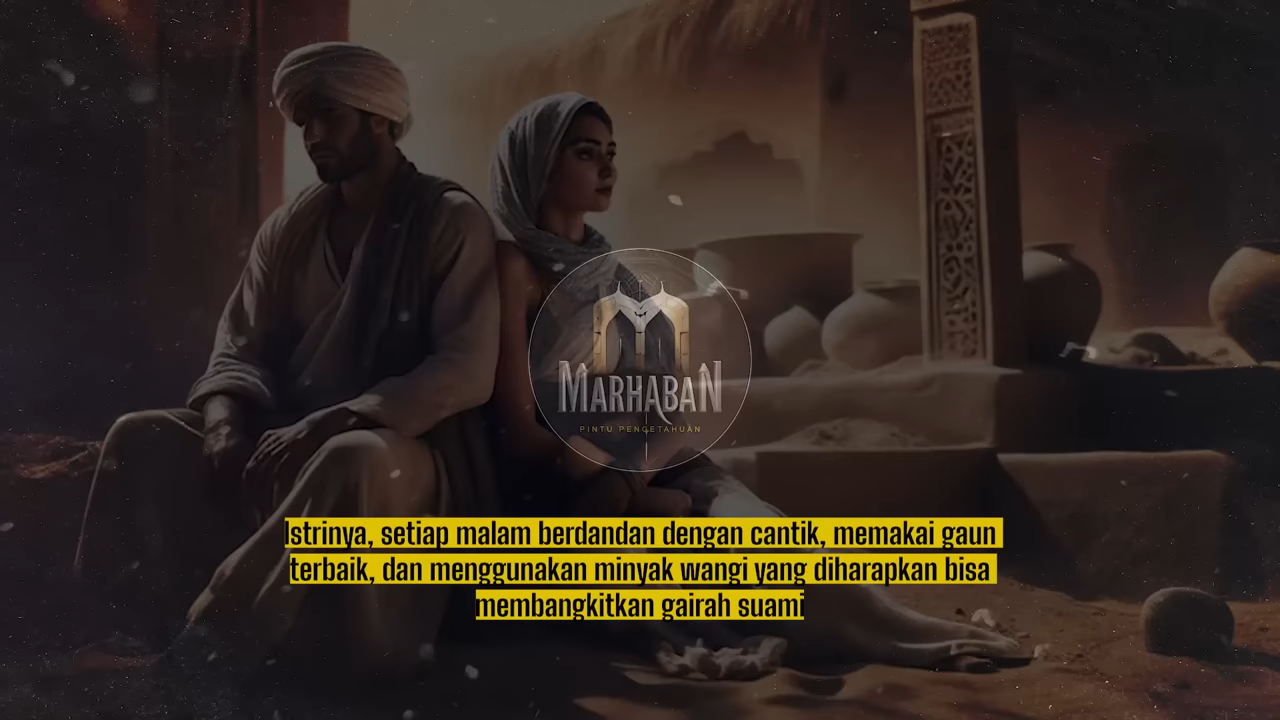 MARHABAN
PINTU PENGETAHUAN
Istrinya, setiap malam berdandan dengan cantik, memakai gaun
terbaik, dan menggunakan minyak wangi yang diharapkan bisa
membangkitkan gairah suami